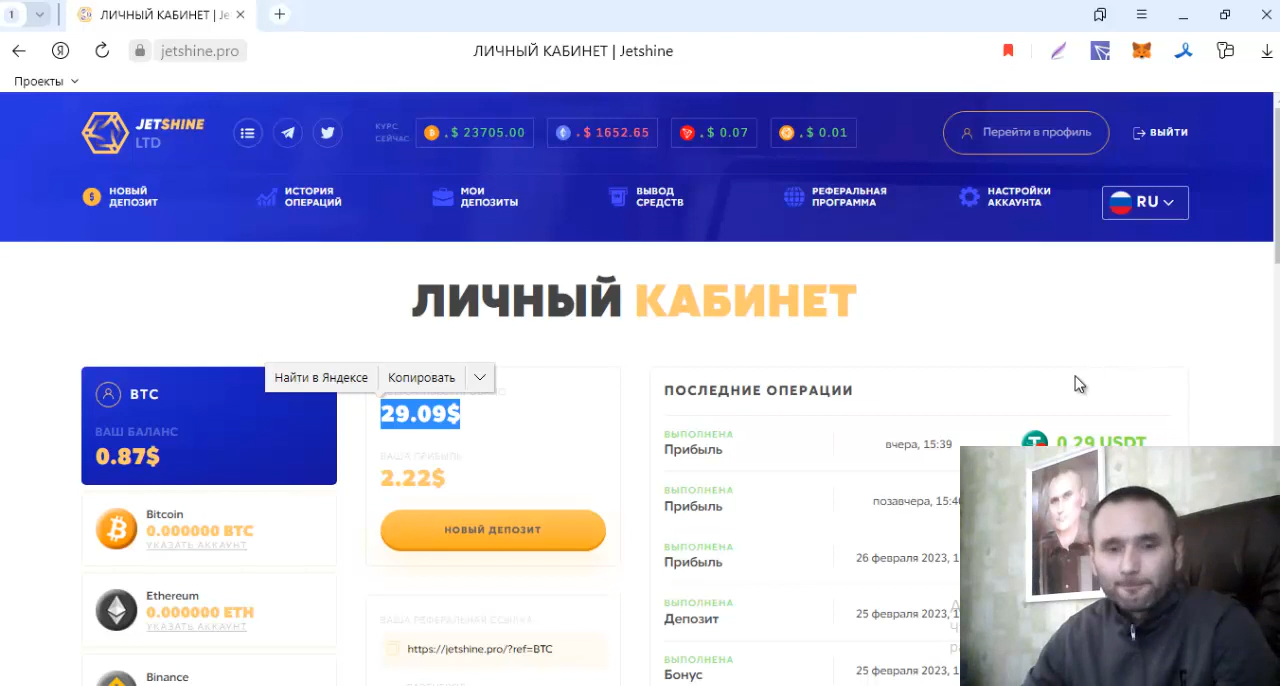 1
ЛИЧНЫЙ КАБИНЕТ | Je
jetshine.pro
ЛИЧНЫЙ КАБИНЕТ | Jetshine
Проекты
JETSHINE
LTD
КУРС
СЕЙЧАС
. $ 23705.00
. $ 1652.65
. $ 0.07
. $ 0.01
Перейти в профиль
ВЫЙТИ
НОВЫЙ
ДЕПОЗИТ
ИСТОРИЯ
ОПЕРАЦИЙ
МОИ
ДЕПОЗИТЫ
ВЫВОД
СРЕДСТВ
РЕФЕРАЛЬНАЯ
ПРОГРАММА
НАСТРОЙКИ
АККАУНТА
RU
ЛИЧНЫЙ КАБИНЕТ
Найти в Яндексе
Копировать
BTC
ВАШ БАЛАНС
0.87$
29.09$
ВАША ПРИБЫЛЬ
2.22$
НОВЫЙ ДЕПОЗИТ
Bitcoin
0.000000 BTC
УКАЗАТЬ АККАУНТ
Ethereum
0.000000 ETH
УКАЗАТЬ АККАУНТ
Binance
ВАША РЕФЕРАЛЬНАЯ ССЫЛКА
https://jetshine.pro/?ref=BTC
ПОСЛЕДНИЕ ОПЕРАЦИИ
ВЫПОЛНЕНА
Прибыль
вчера, 15:39
0.29 USDT
ВЫПОЛНЕНА
Прибыль
позавчера, 15:40
ВЫПОЛНЕНА
Прибыль
26 февраля 2023, 1
ВЫПОЛНЕНА
Депозит
25 февраля 2023, 1
ВЫПОЛНЕНА
Бонус
25 февраля 2023, 1